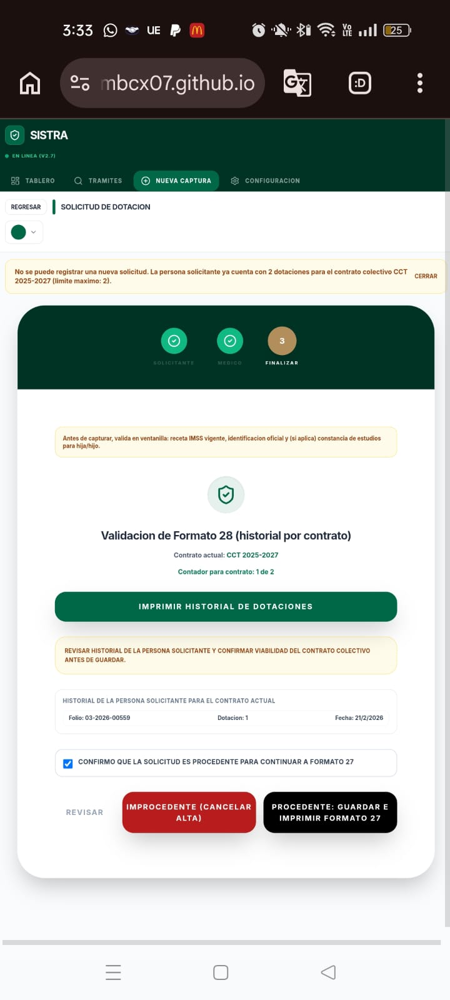 3:33
UE
Vo
LTE
25
mbcx07.github.io
:D
SISTRA
EN LINEA (V2.7)
TABLERO
TRAMITES
NUEVA CAPTURA
CONFIGURACION
REGRESAR
SOLICITUD DE DOTACION
No se puede registrar una nueva solicitud. La persona solicitante ya cuenta con 2 dotaciones para el contrato colectivo CCT
2025-2027 (limite maximo: 2).
CERRAR
3
SOLICITANTE
MEDICO
FINALIZAR
Antes de capturar, valida en ventanilla: receta IMSS vigente, identificacion oficial y (si aplica) constancia de estudios
para hija/hijo.
Validacion de Formato 28 (historial por contrato)
Contrato actual: CCT 2025-2027
Contador para contrato: 1 de 2
IMPRIMIR HISTORIAL DE DOTACIONES
REVISAR HISTORIAL DE LA PERSONA SOLICITANTE Y CONFIRMAR VIABILIDAD DEL CONTRATO COLECTIVO
ANTES DE GUARDAR.
HISTORIAL DE LA PERSONA SOLICITANTE PARA EL CONTRATO ACTUAL
Folio: 03-2026-00559
Dotacion: 1
Fecha: 21/2/2026
CONFIRMO QUE LA SOLICITUD ES PROCEDENTE PARA CONTINUAR A FORMATO 27
REVISAR
IMPROCEDENTE (CANCELAR
ALTA)
PROCEDENTE: GUARDAR E
IMPRIMIR FORMATO 27